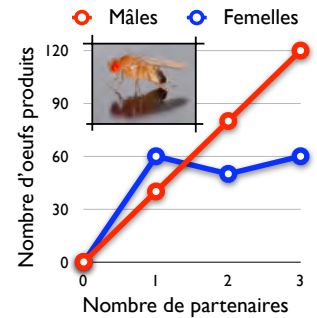 Mâles Femelles
Nombre d'oeufs produits
120
90
60
30
0
0 1 2 3
Nombre de partenaires